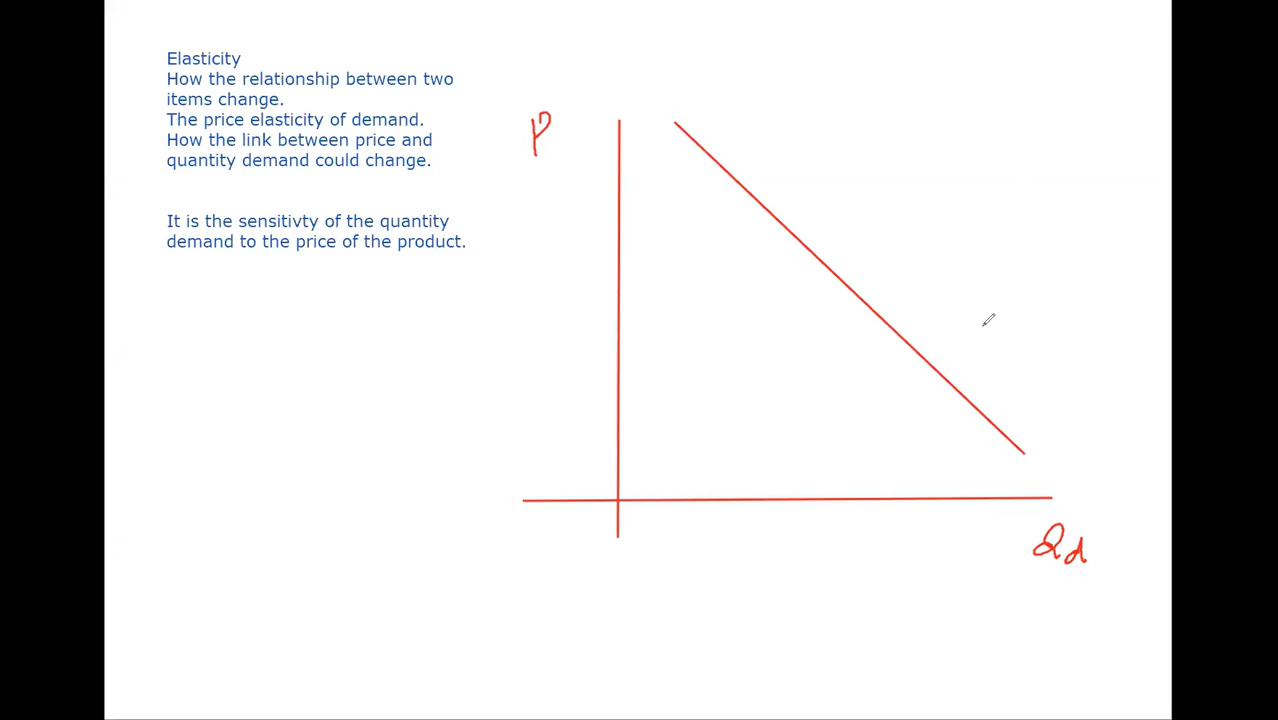 Elasticity
How the relationship between two
items change.
The price elasticity of demand.
How the link between price and
quantity demand could change.
It is the sensitivty of the quantity
demand to the price of the product.
P
Qd